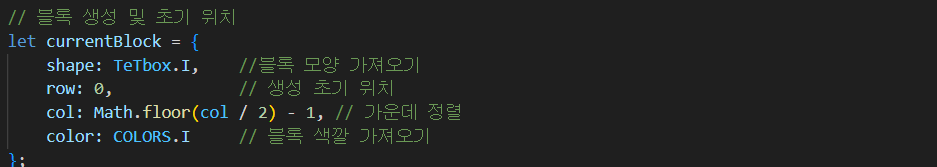 // 블록 생성 및 초기 위치
let currentBlock = {
    shape: TeTbox.I,    //블록 모양 가져오기
    row: 0,             // 생성 초기 위치
    col: Math.floor(col / 2) - 1, // 가운데 정렬
    color: COLORS.I     // 블록 색깔 가져오기
};